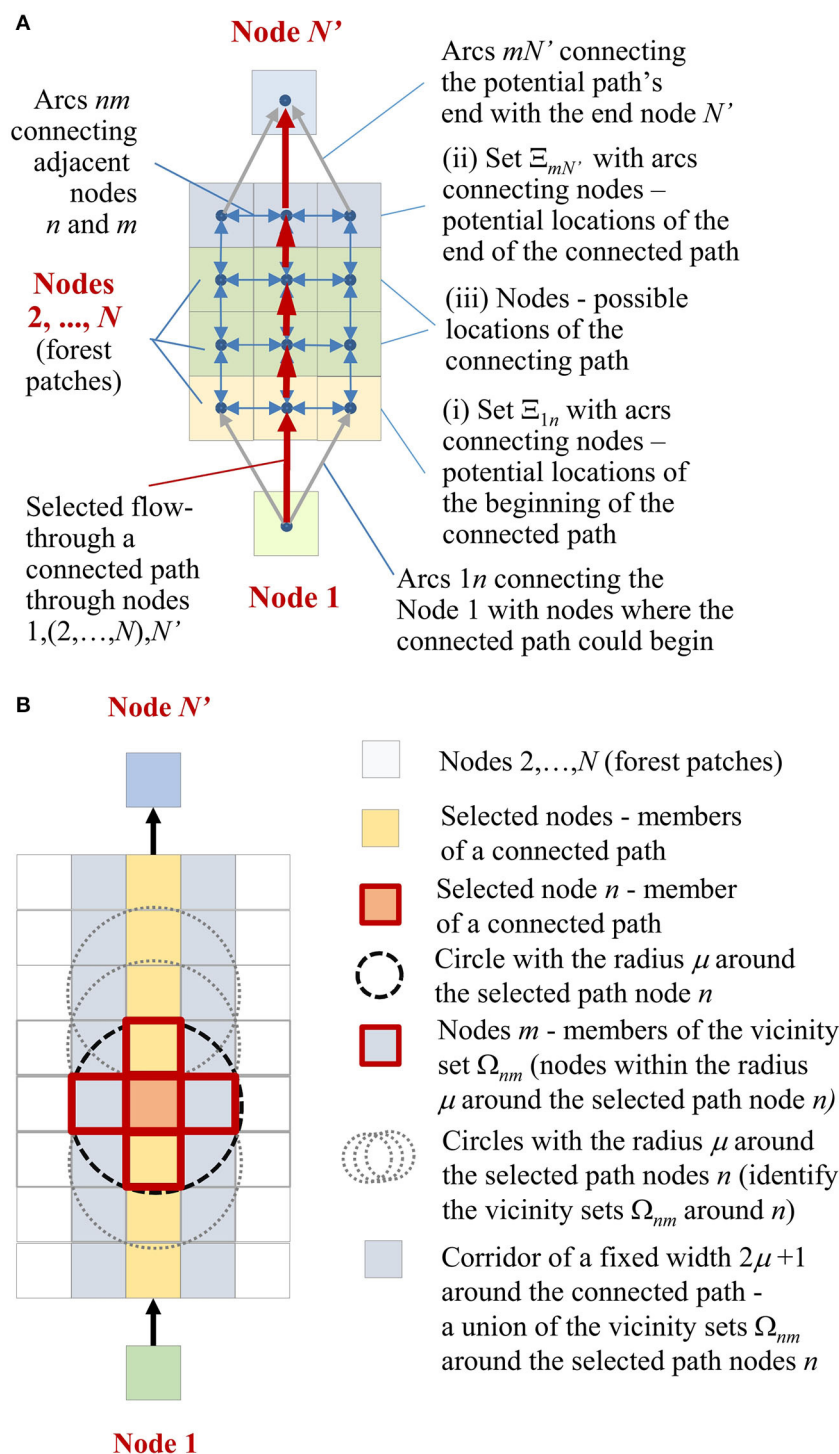 A
Node N’
Arcs nm
connecting
adjacent
nodes
n and m
Nodes
2, ..., N
(forest
patches)
Selected flow-
through a
connected path
through nodes
1,(2,…,N),N’
Node 1
Arcs mN’ connecting
the potential path’s
end with the end node N’
(ii) Set ΞmN’ with arcs
connecting nodes –
potential locations of the
end of the connected path
(iii) Nodes - possible
locations of the
connecting path
(i) Set Ξ1n with acrs
connecting nodes –
potential locations of
the beginning of the
connected path
Arcs 1n connecting the
Node 1 with nodes where the
connected path could begin
B
Node N’
Node 1
Nodes 2,…,N (forest patches)
Selected nodes - members
of a connected path
Selected node n - member
of a connected path
Circle with the radius μ around
the selected path node n
Nodes m - members of the vicinity
set Ωnm (nodes within the radius
μ around the selected path node n)
Circles with the radius μ around
the selected path nodes n (identify
the vicinity sets Ωnm around n)
Corridor of a fixed width 2μ +1
around the connected path -
a union of the vicinity sets Ωnm
around the selected path nodes n